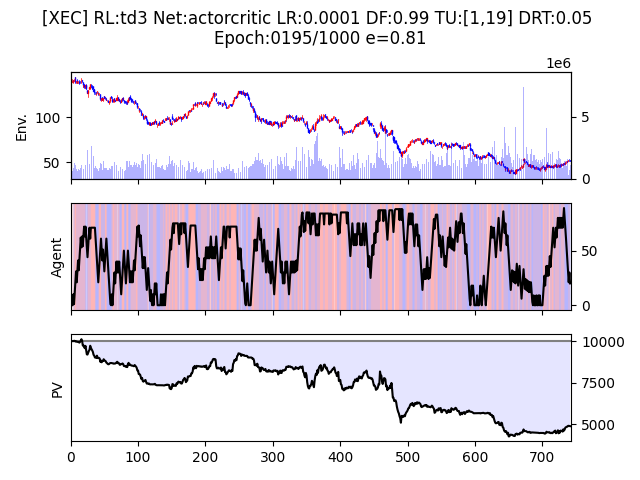 [XEC] RL:td3 Net:actorcritic LR:0.0001 DF:0.99 TU:[1,19] DRT:0.05
Epoch:0195/1000 e=0.81
1e6
Env.
100
50
5
0
Agent
50
0
PV
10000
7500
5000
0 100 200 300 400 500 600 700